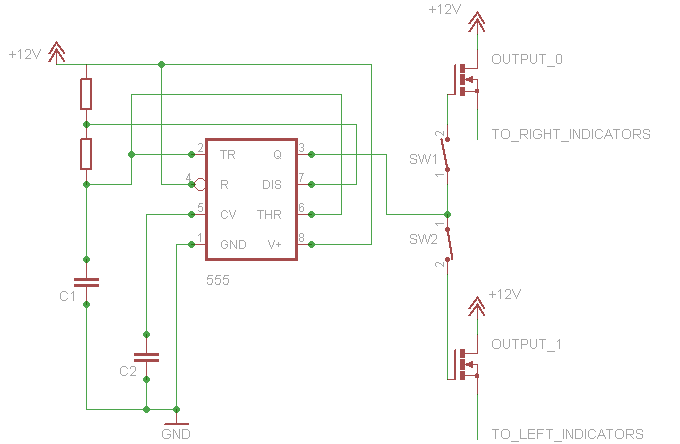 +12V
+12V
OUTPUT_0
TO_RIGHT_INDICATORS
2
SW1
1
2 TR Q 3
4 R DIS 7
5 CV THR 6
1 GND V+ 8
555
1
SW2
2
C1
+12V
OUTPUT_1
C2
GND
TO_LEFT_INDICATORS